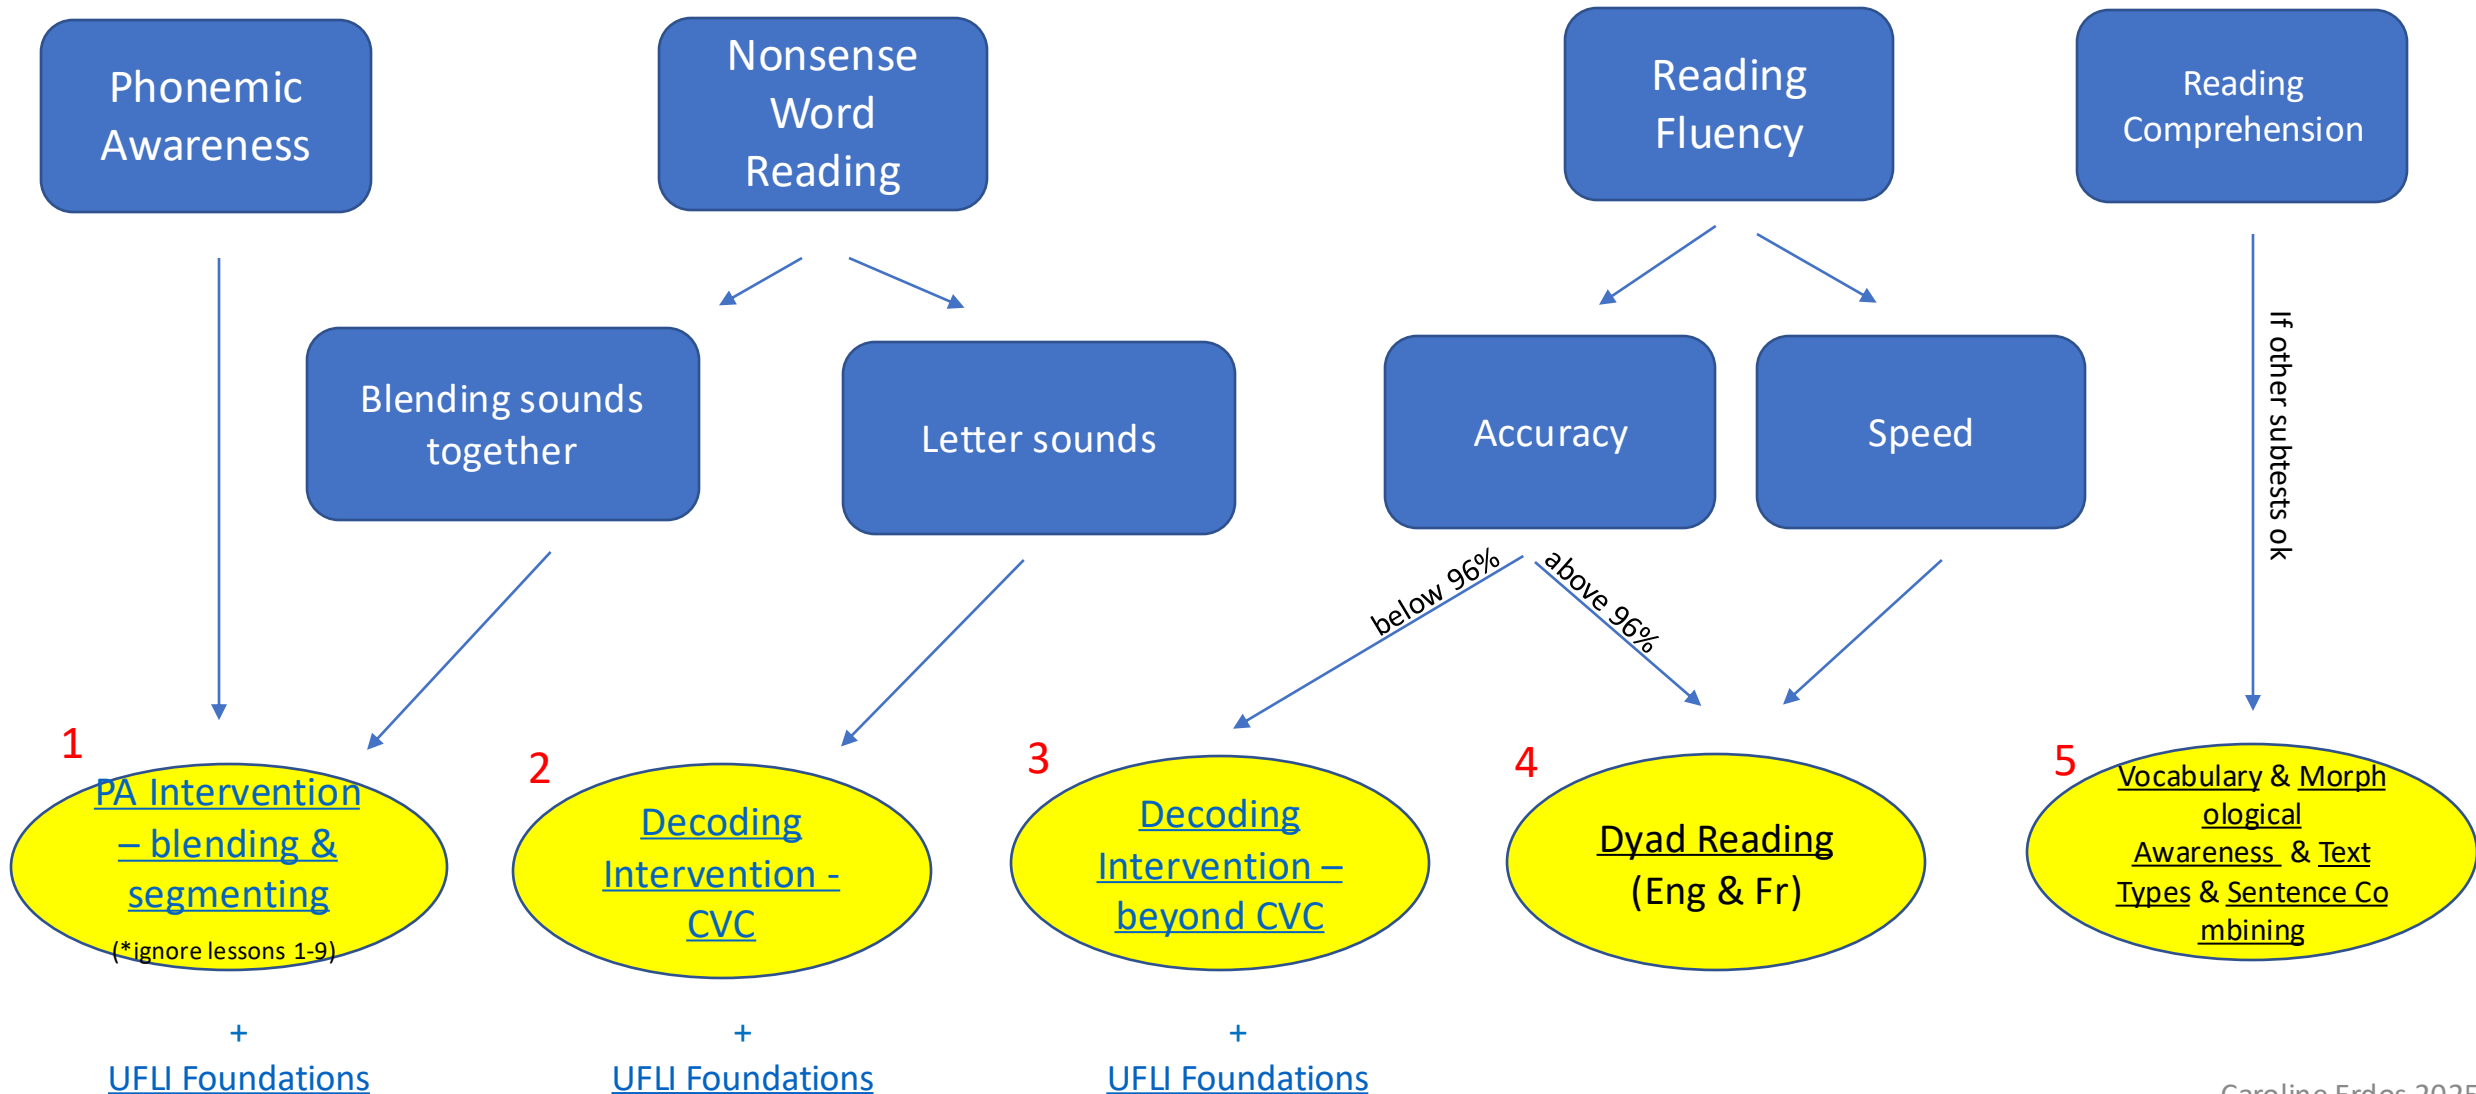 Phonemic
Awareness
Nonsense
Word
Reading
Reading
Fluency
Reading
Comprehension
Blending sounds
together
Letter sounds
Accuracy
Speed
If other subtests ok
below 96%
above 96%
1
PA Intervention
– blending &
segmenting
(*ignore lessons 1-9)
2
Decoding
Intervention -
CVC
3
Decoding
Intervention –
beyond CVC
4
Dyad Reading
(Eng & Fr)
5
Vocabulary & Morph
ological
Awareness & Text
Types & Sentence Co
mbining
+
UFLI Foundations
+
UFLI Foundations
+
UFLI Foundations
Caroline Erdos 2025